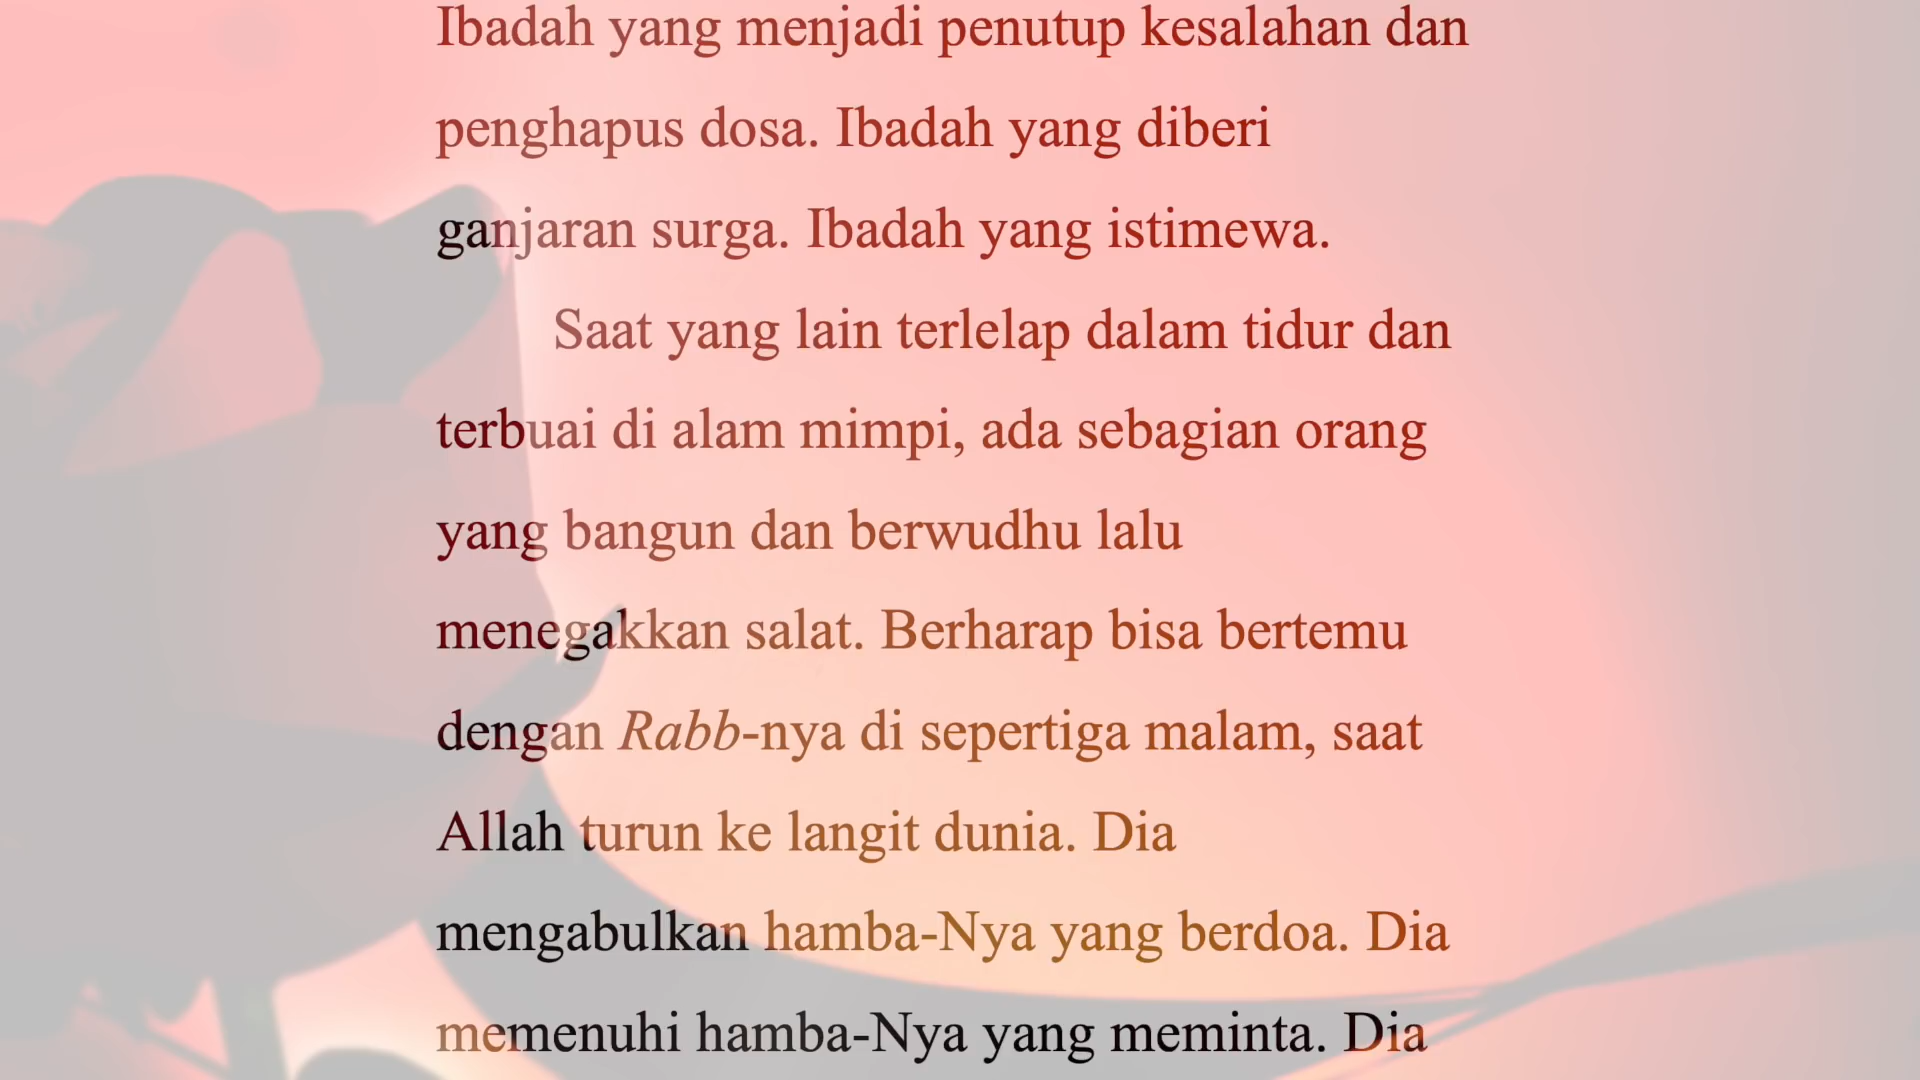 Ibadah yang menjadi penutup kesalahan dan
penghapus dosa. Ibadah yang diberi
ganjaran surga. Ibadah yang istimewa.
Saat yang lain terlelap dalam tidur dan
terbuai di alam mimpi, ada sebagian orang
yang bangun dan berwudhu lalu
menegakkan salat. Berharap bisa bertemu
dengan Rabb-nya di sepertiga malam, saat
Allah turun ke langit dunia. Dia
mengabulkan hamba-Nya yang berdoa. Dia
memenuhi hamba-Nya yang meminta. Dia